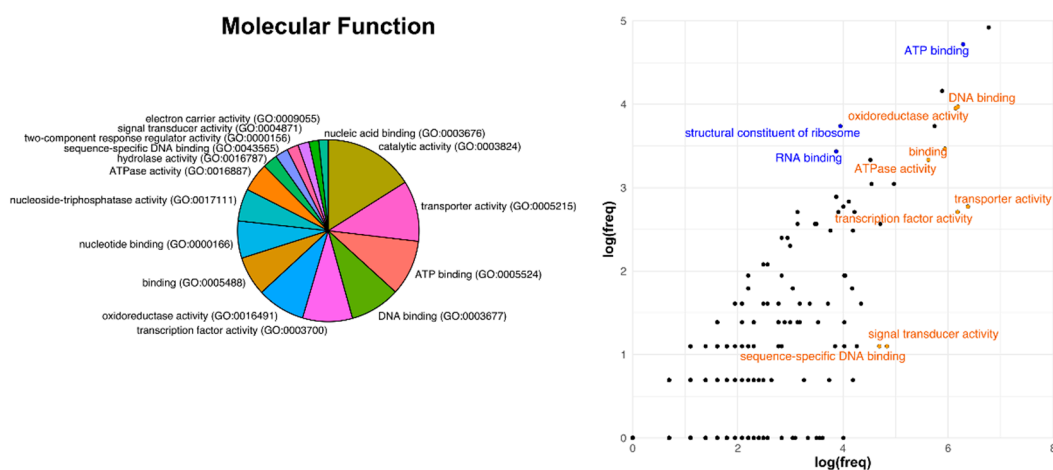 Molecular Function
electron carrier activity (GO:0009055)
signal transducer activity (GO:0004871)
two-component response regulator activity (GO:0000156)
sequence-specific DNA binding (GO:0043565)
hydrolase activity (GO:0016787)
ATPase activity (GO:0016887)
nucleoside-triphosphatase activity (GO:0017111)
nucleotide binding (GO:0000166)
binding (GO:0005488)
oxidoreductase activity (GO:0016491)
transcription factor activity (GO:0003700)
nucleic acid binding (GO:0003676)
catalytic activity (GO:0003824)
transporter activity (GO:0005215)
ATP binding (GO:0005524)
DNA binding (GO:0003677)
log(freq)
5
4
3
2
1
0
ATP binding
DNA binding
oxidoreductase activity
structural constituent of ribosome
RNA binding
binding
ATPase activity
transporter activity
transcription factor activity
signal transducer activity
sequence-specific DNA binding
0
2
4
6
8
log(freq)